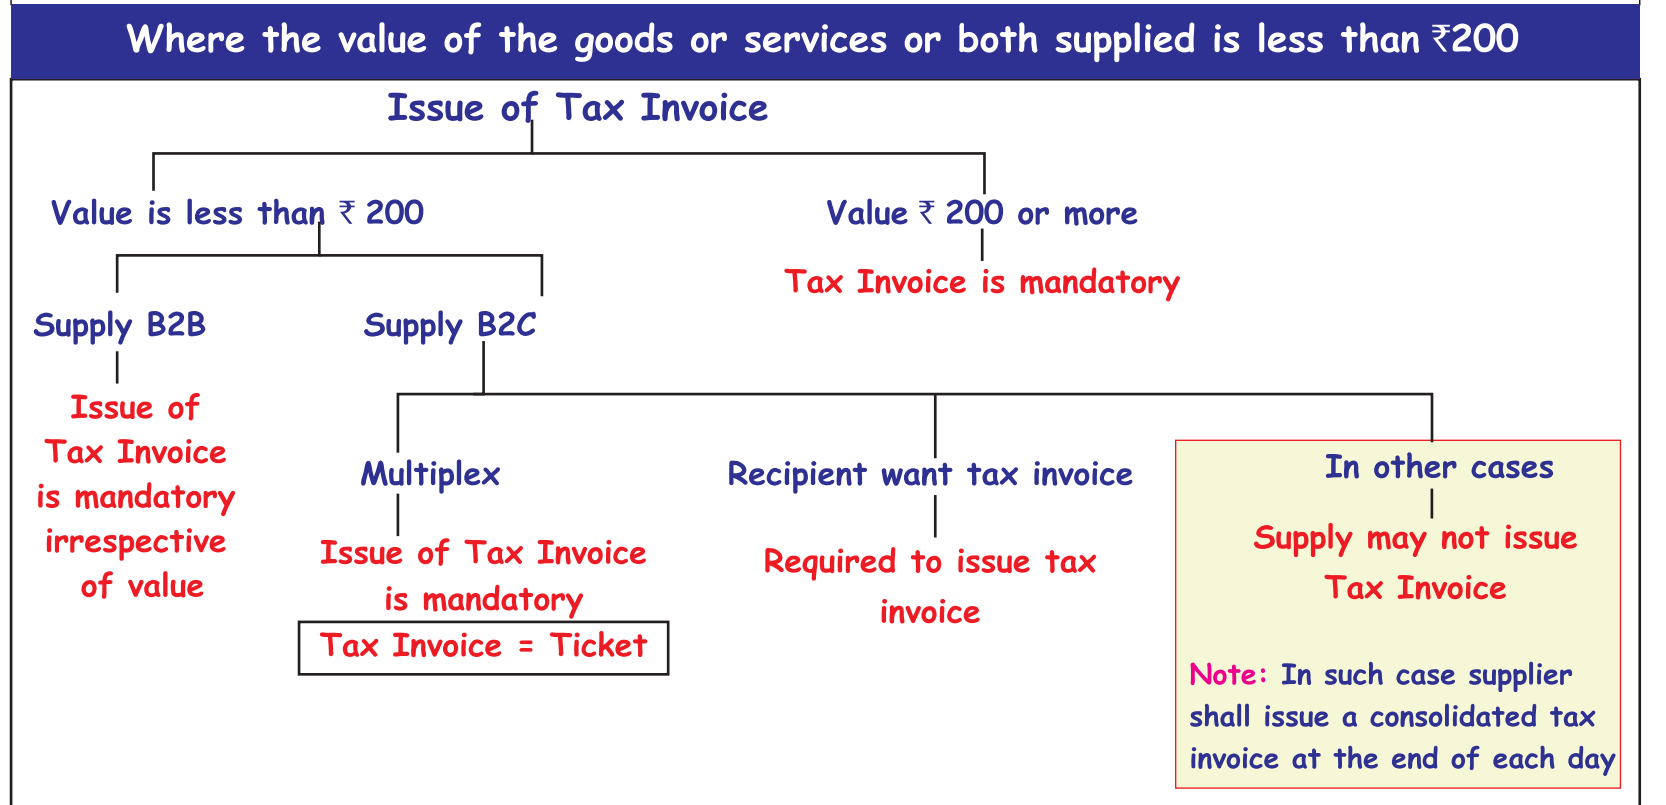 Where the value of the goods or services or both supplied is less than ₹200
Issue of Tax Invoice
Value is less than ₹ 200
Value ₹ 200 or more
Tax Invoice is mandatory
Supply B2B
Supply B2C
Issue of
Tax Invoice
is mandatory
irrespective
of value
Multiplex
Issue of Tax Invoice
is mandatory
Tax Invoice = Ticket
Recipient want tax invoice
Required to issue tax
invoice
In other cases
Supply may not issue
Tax Invoice
Note: In such case supplier
shall issue a consolidated tax
invoice at the end of each day